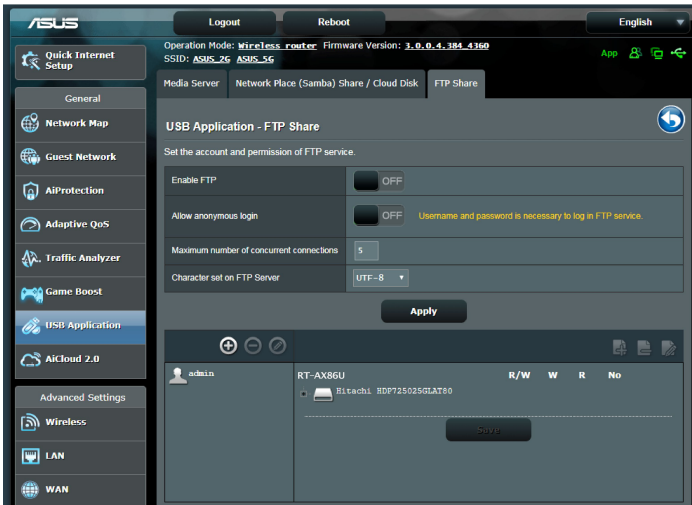 ASUS
Logout
Reboot
English
Quick Internet
Setup
Operation Mode: Wireless router Firmware Version: 3.0.0.4.384_4360
SSID: ASUS_2G ASUS_5G
App
Media Server
Network Place (Samba) Share / Cloud Disk
FTP Share
General
Network Map
Guest Network
AiProtection
Adaptive QoS
Traffic Analyzer
Game Boost
USB Application
AiCloud 2.0
Advanced Settings
Wireless
LAN
WAN
USB Application - FTP Share
Set the account and permission of FTP service.
Enable FTP
OFF
Allow anonymous login
OFF
Username and password is necessary to log in FTP service.
Maximum number of concurrent connections
5
Character set on FTP Server
UTF-8
Apply
admin
RT-AX86U
R/W W R No
Hitachi HDP725025GLAT80
Save